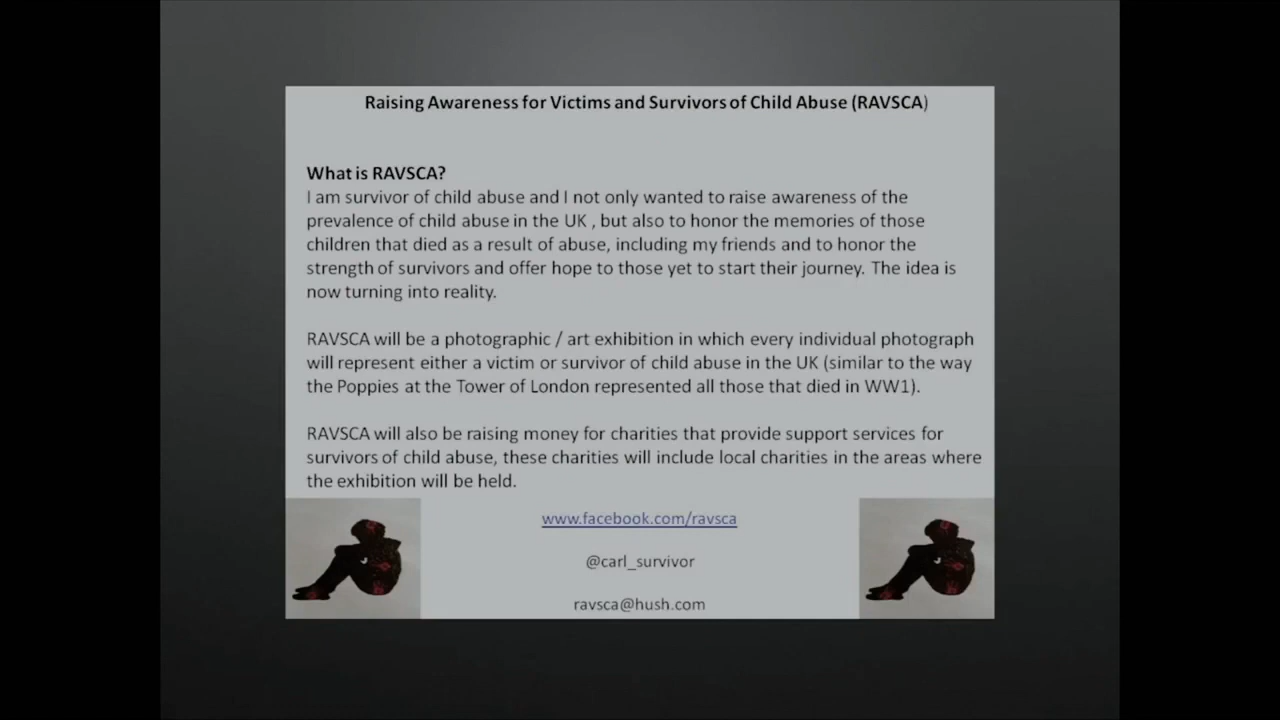 Raising Awareness for Victims and Survivors of Child Abuse (RAVSCA)
What is RAVSCA?
I am survivor of child abuse and I not only wanted to raise awareness of the
prevalence of child abuse in the UK , but also to honor the memories of those
children that died as a result of abuse, including my friends and to honor the
strength of survivors and offer hope to those yet to start their journey. The idea is
now turning into reality.
RAVSCA will be a photographic / art exhibition in which every individual photograph
will represent either a victim or survivor of child abuse in the UK (similar to the way
the Poppies at the Tower of London represented all those that died in WW1).
RAVSCA will also be raising money for charities that provide support services for
survivors of child abuse, these charities will include local charities in the areas where
the exhibition will be held.
www.facebook.com/ravsca
@carl_survivor
ravsca@hush.com